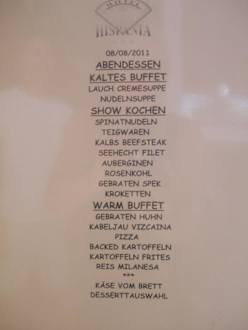 HOTEL
HISPANIA
08/08/2011
ABENDESSEN
KALTES BUFFET
LAUCH CREMESUPPE
NUDELNSUPPE
SHOW KOCHEN
SPINATNUDELN
TEIGWAREN
KALBS BEEFSTEAK
SEEHECHT FILET
AUBERGINEN
ROSENKOHL
GEBRATEN SPEK
KROKETTEN
WARM BUFFET
GEBRATEN HUHN
KABELJAU VIZCAINA
PIZZA
BACKED KARTOFFELN
KARTOFFELN FRITES
REIS MILANESA
***
KÄSE VOM BRETT
DESSERTTAUSWAHL